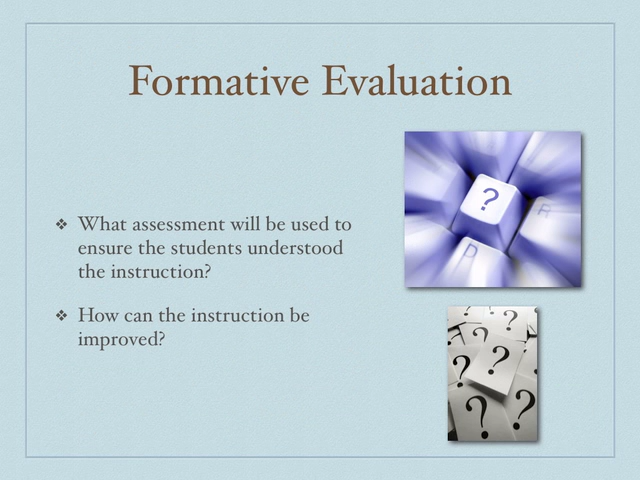 Formative Evaluation
❖ What assessment will be used to
ensure the students understood
the instruction?
❖ How can the instruction be
improved?
?
R
D
? ?
? ?
? ?